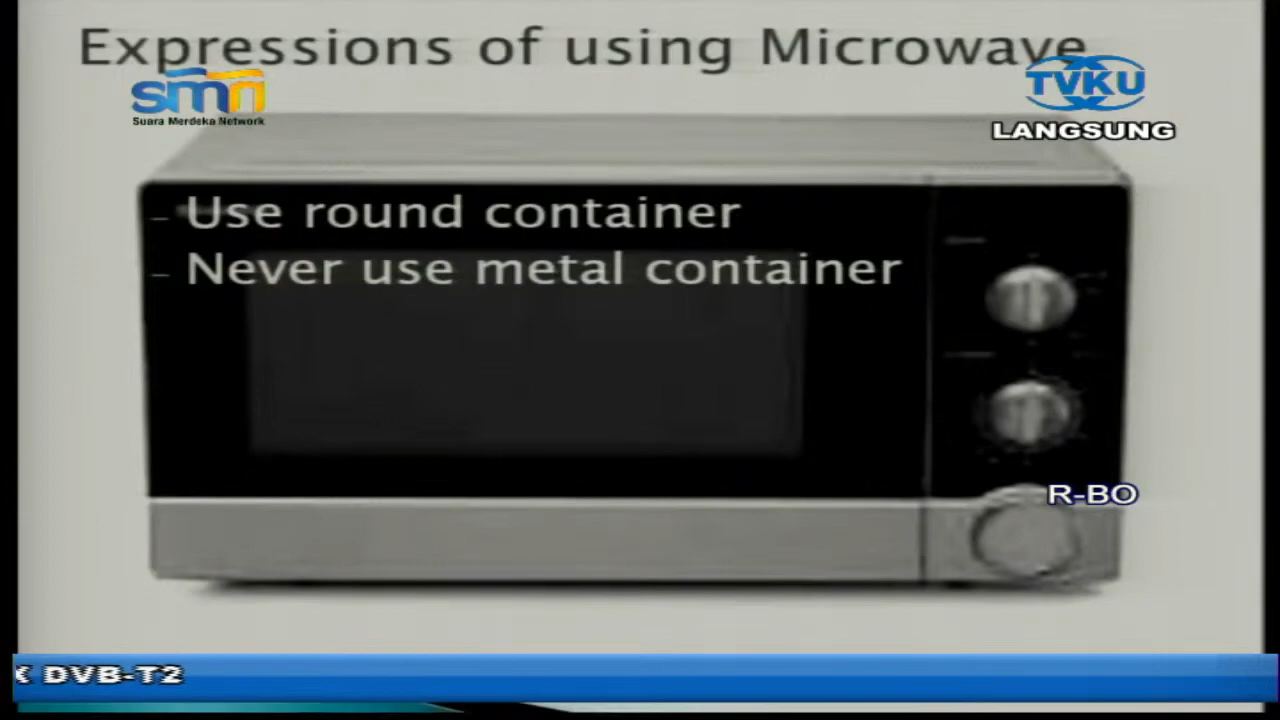 Expressions of using Microwave
smn
Suara Merdeka Network
TVKU
LANGSUNG
– Use round container
– Never use metal container
R-BO
DVB-T2